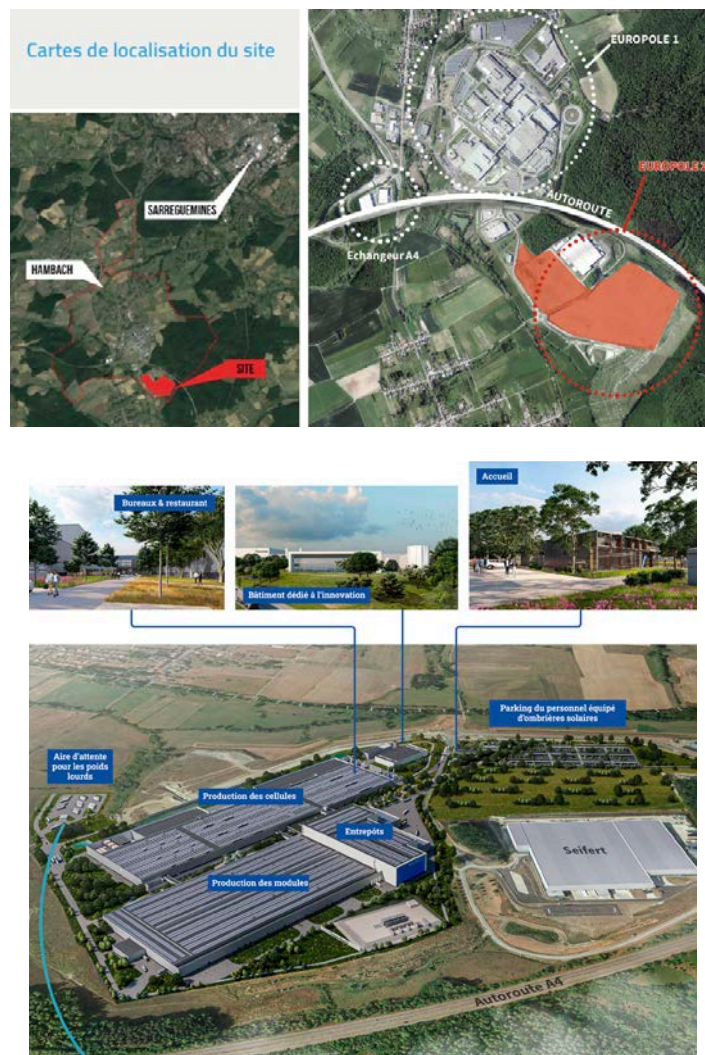 Cartes de localisation du site
SARREGUEMINES
HAMBACH
SITE
EUROPOLE 1
EUROPOLE 2
AUTOROUTE
Echangeur A4
Bureaux & restaurant
Bâtiment dédié à l'innovation
Accueil
Parking du personnel équipé
d'ombrières solaires
Aire d'attente
pour les poids
lourds
Production des cellules
Entrepôts
Production des modules
Seifert
Autoroute A4